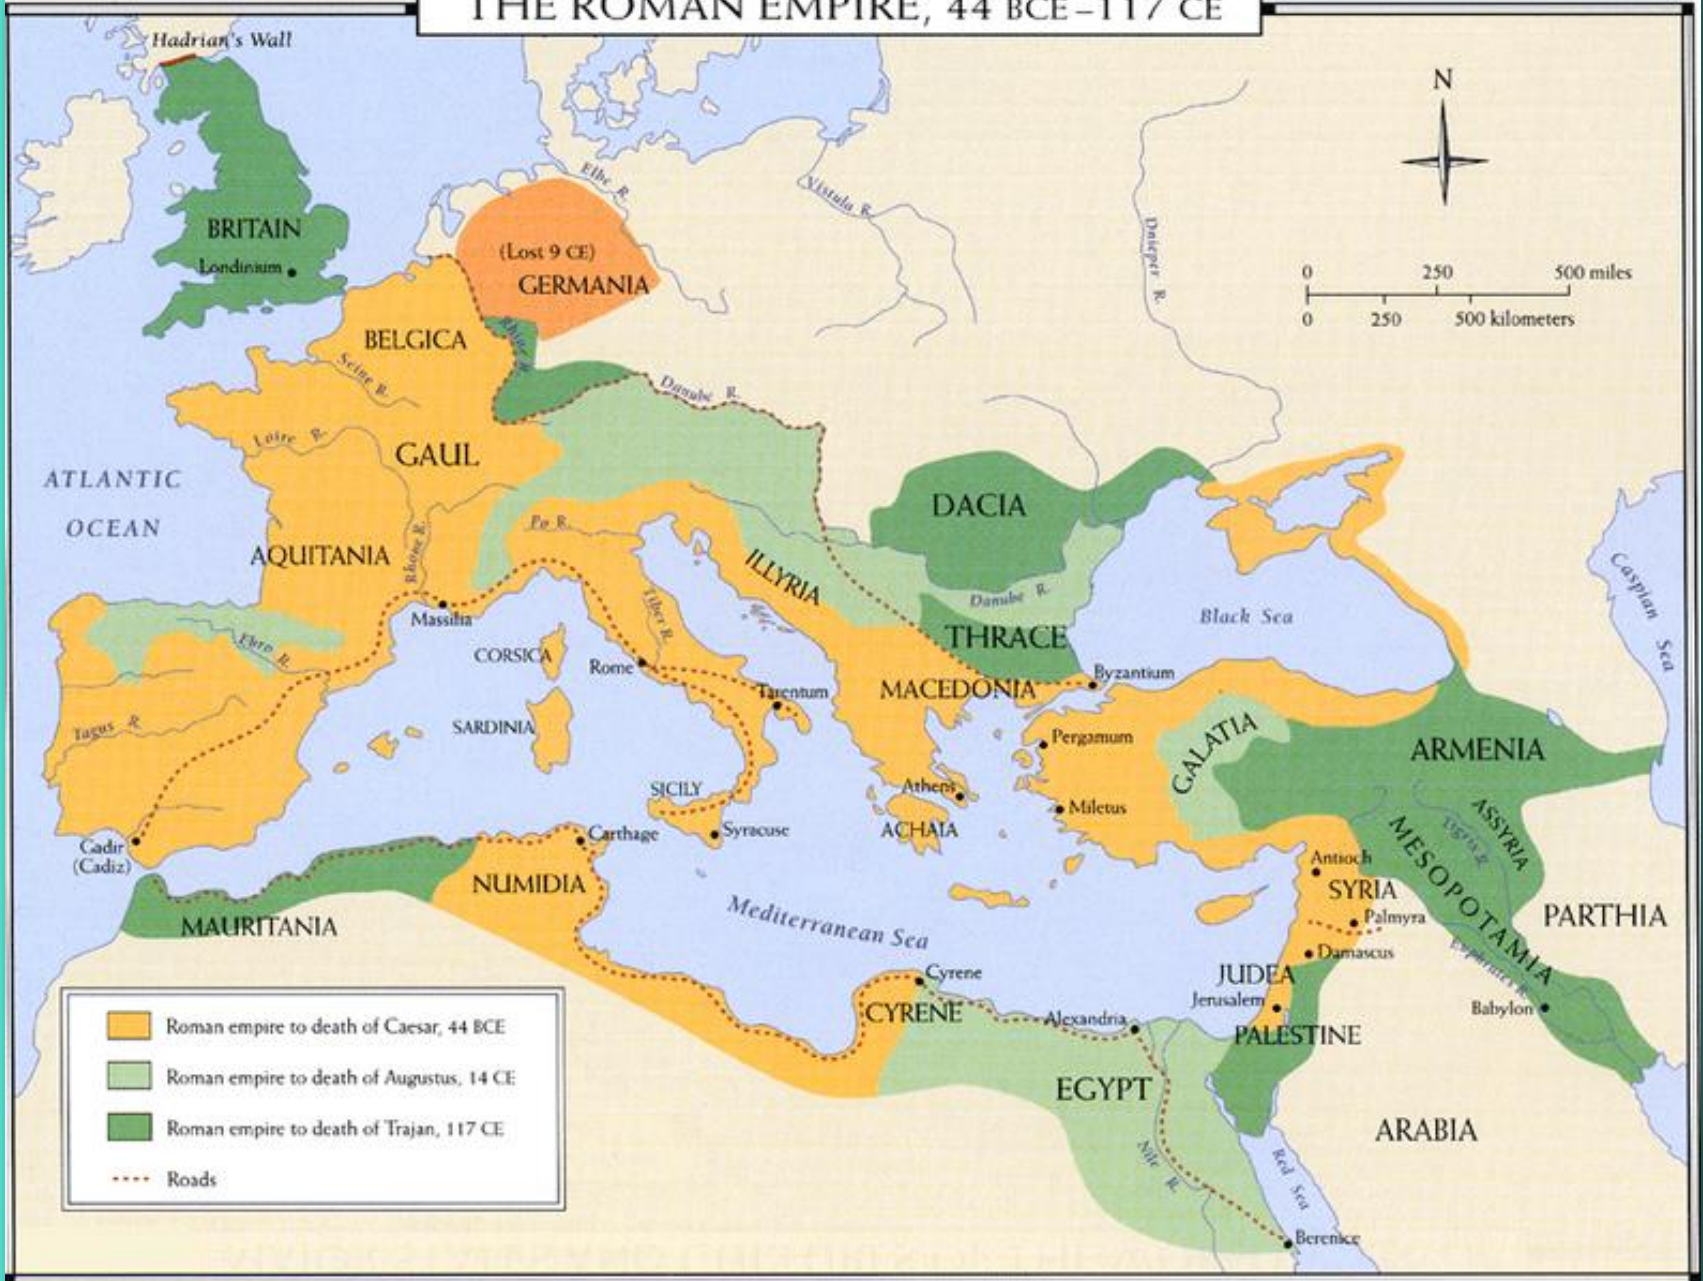 THE ROMAN EMPIRE, 44 BCE–117 CE
Hadrian's Wall
N
Elbe R.
Vistula R.
Dnieper R.
BRITAIN
Londinium
(Lost 9 CE)
GERMANIA
0 250 500 miles
0 250 500 kilometers
Rhine R.
BELGICA
Seine R.
Danube R.
Loire R.
GAUL
ATLANTIC
OCEAN
DACIA
Po R.
AQUITANIA
Rhone R.
ILLYRIA
Caspian Sea
Danube R.
Tiber R.
Massilia
Black Sea
THRACE
Ebro R.
CORSICA
Rome
Byzantium
MACEDONIA
Tarentum
Tagus R.
SARDINIA
Pergamum
GALATIA
ARMENIA
SICILY
Athens
Miletus
ASSYRIA
Tigris R.
Gadir
(Cadiz)
Carthage
Syracuse
ACHAIA
MESOPOTAMIA
Antioch
NUMIDIA
SYRIA
MAURITANIA
Mediterranean Sea
Palmyra
PARTHIA
Damascus
Euphrates R.
Cyrene
JUDEA
CYRENE
Jerusalem
Babylon
Alexandria
PALESTINE
EGYPT
ARABIA
Nile R.
Red Sea
Berenice
Roman empire to death of Caesar, 44 BCE
Roman empire to death of Augustus, 14 CE
Roman empire to death of Trajan, 117 CE
Roads